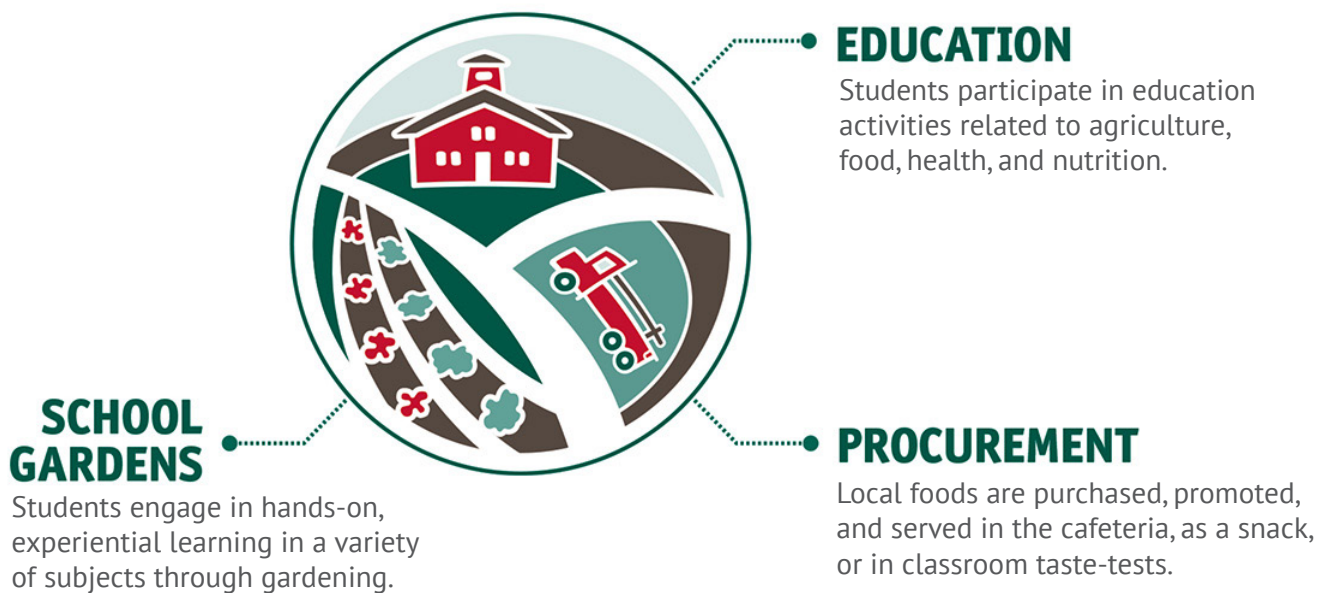 EDUCATION
Students participate in education
activities related to agriculture,
food, health, and nutrition.
SCHOOL
GARDENS
Students engage in hands-on,
experiential learning in a variety
of subjects through gardening.
PROCUREMENT
Local foods are purchased, promoted,
and served in the cafeteria, as a snack,
or in classroom taste-tests.